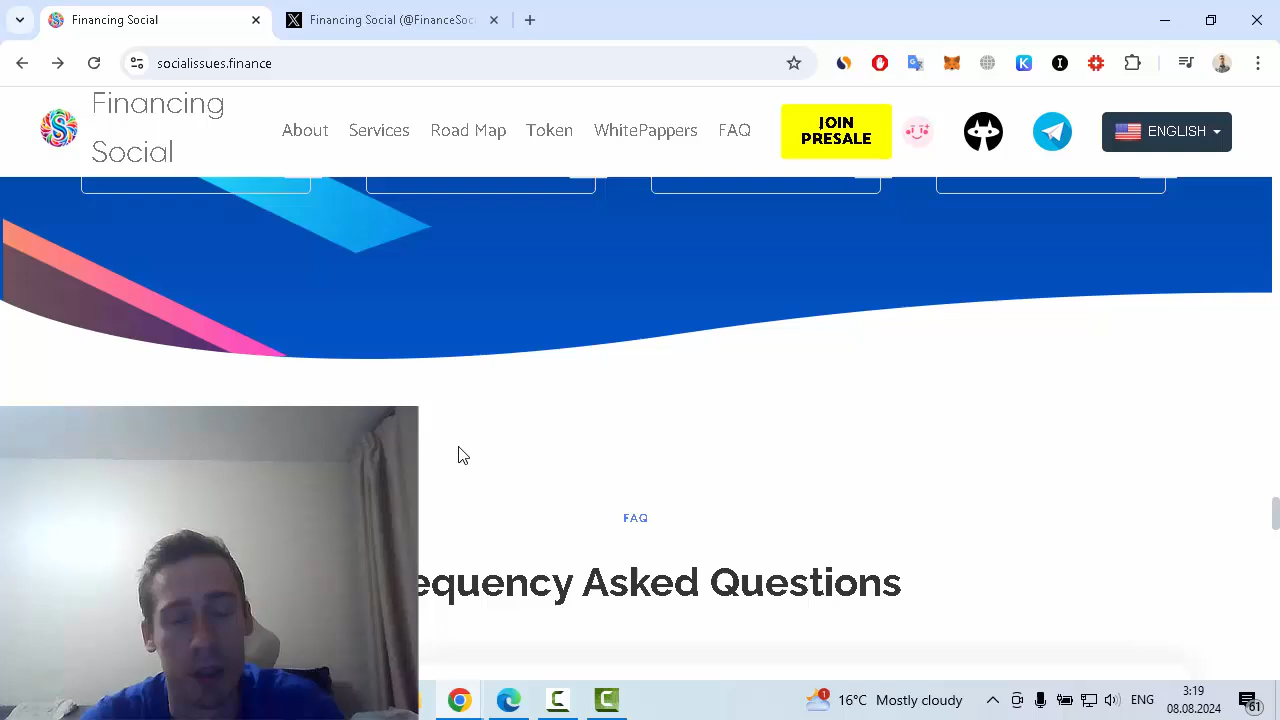 Financing Social
Financing Social (@FinanceSoc
socialissues.finance
Financing
Social
About
Services
Road Map
Token
WhitePappers
FAQ
JOIN
PRESALE
ENGLISH
FAQ
equency Asked Questions
16°C Mostly cloudy
ENG
3:19
08.08.2024